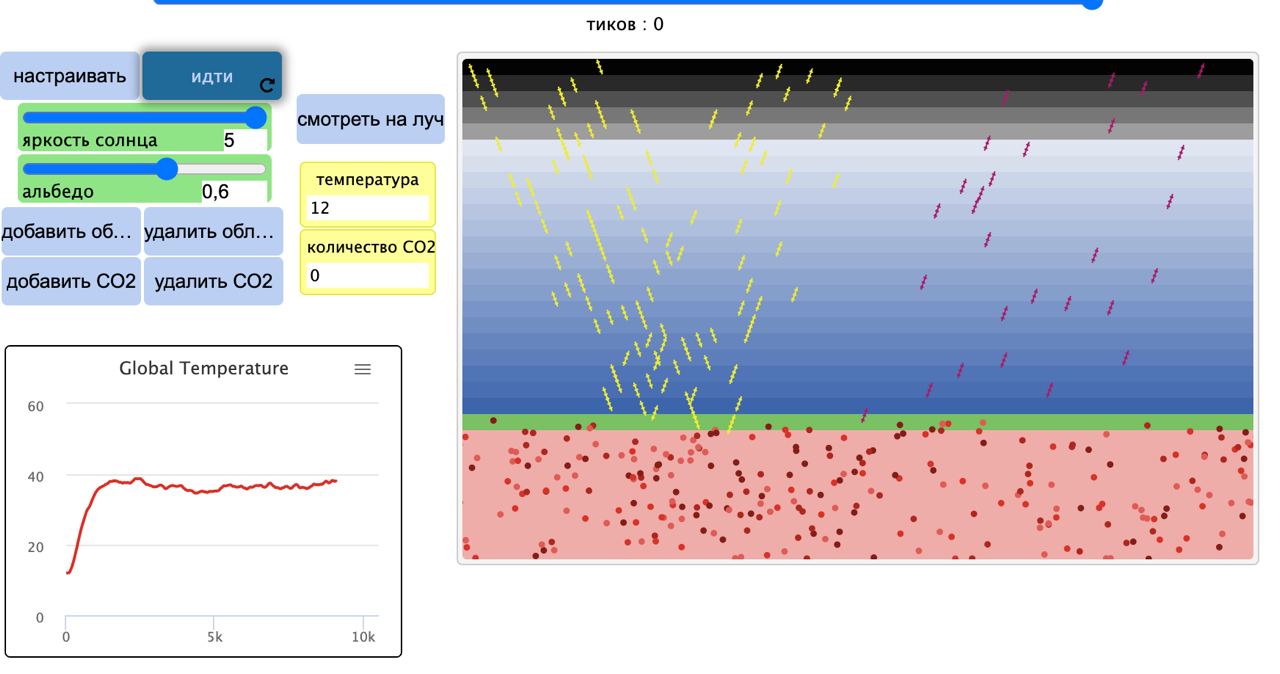 тиков : 0
настраивать
идти
яркость солнца 5
альбедо 0,6
добавить об...
удалить обл...
добавить CO2
удалить CO2
смотреть на луч
температура
12
количество CO2
0
Global Temperature
60
40
20
0
0 5k 10k